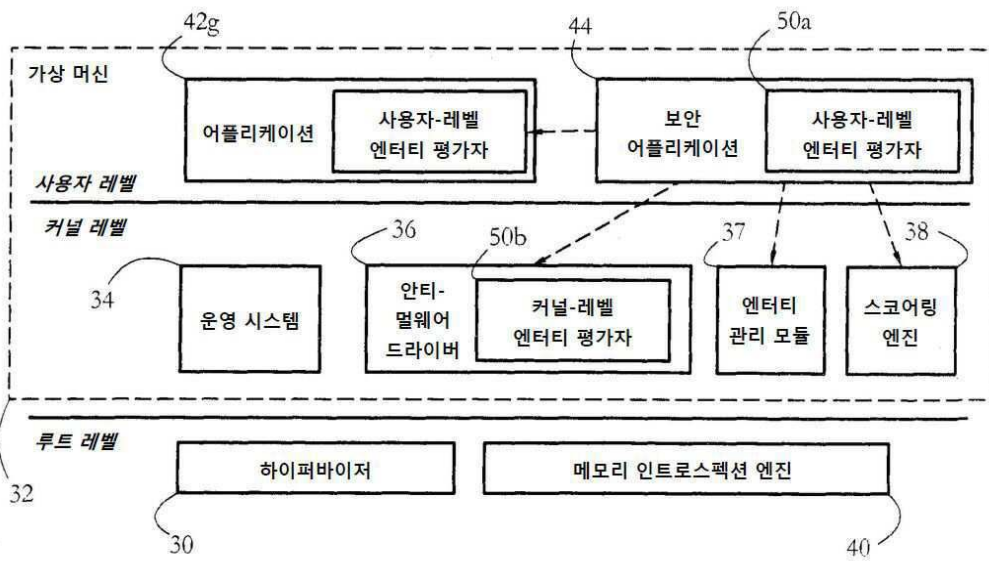 42g
44
50a
가상 머신
어플리케이션
사용자-레벨
엔터티 평가자
보안
어플리케이션
사용자-레벨
엔터티 평가자
사용자 레벨
커널 레벨
34
36
50b
37
38
운영 시스템
안티-
멀웨어
드라이버
커널-레벨
엔터티 평가자
엔터티
관리 모듈
스코어링
엔진
루트 레벨
32
하이퍼바이저
메모리 인트로스펙션 엔진
30
40